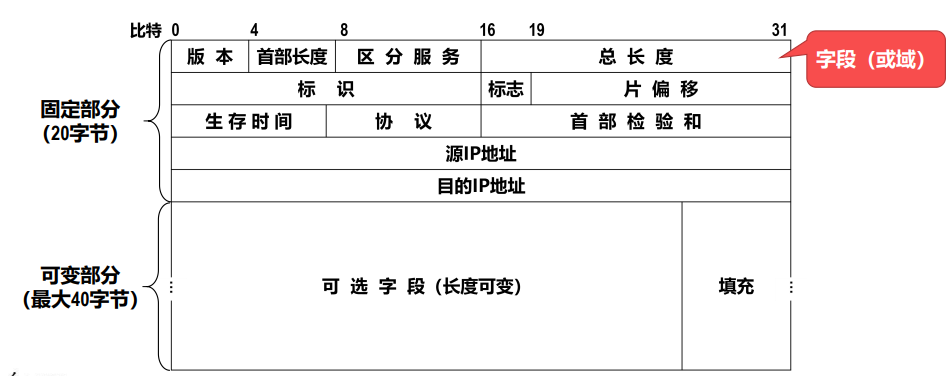 比特 0 4 8 16 19 31
版本 首部长度 区分服务 总长度
字段（或域）
标识 标志 片偏移
固定部分
（20字节）
生存时间 协议 首部检验和
源IP地址
目的IP地址
可变部分
（最大40字节）
可选字段（长度可变） 填充